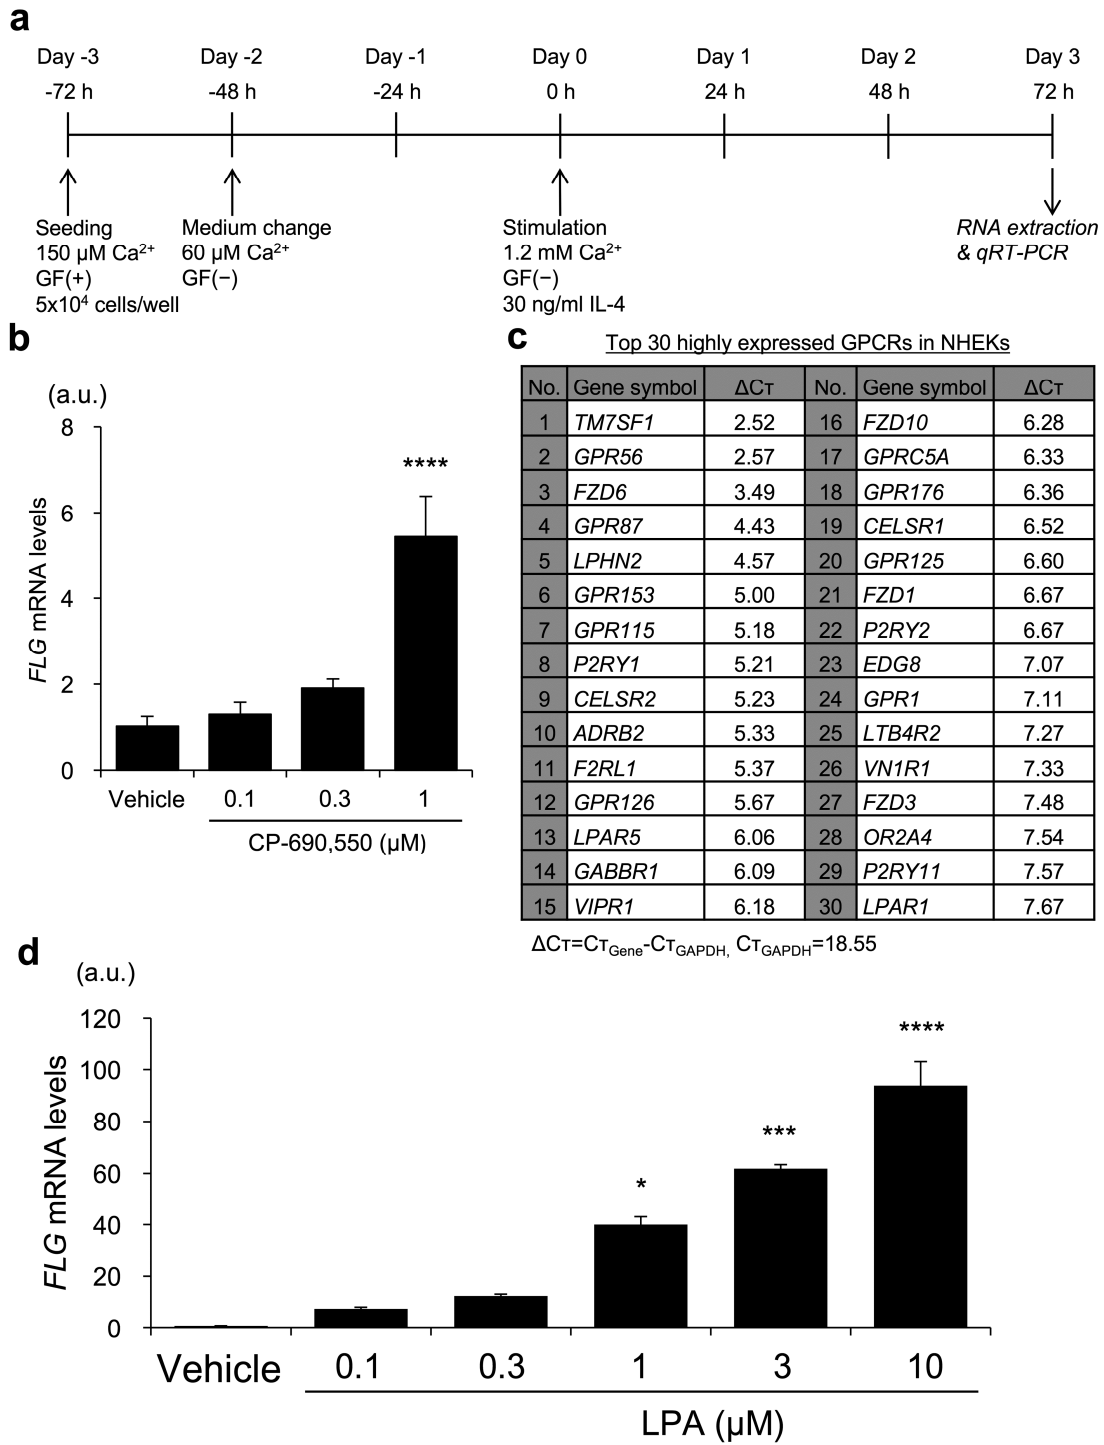 a
Day -3 Day -2 Day -1 Day 0 Day 1 Day 2 Day 3
-72 h -48 h -24 h 0 h 24 h 48 h 72 h
Seeding
150 μM Ca²⁺
GF(+)
5x10⁴ cells/well
Medium change
60 μM Ca²⁺
GF(−)
Stimulation
1.2 mM Ca²⁺
GF(−)
30 ng/ml IL-4
RNA extraction
& qRT-PCR
b
(a.u.)
FLG mRNA levels
8
6
4
2
0
****
Vehicle 0.1 0.3 1
CP-690,550 (μM)
c
Top 30 highly expressed GPCRs in NHEKs
No. Gene symbol ΔCт No. Gene symbol ΔCт
1 TM7SF1 2.52 16 FZD10 6.28
2 GPR56 2.57 17 GPRC5A 6.33
3 FZD6 3.49 18 GPR176 6.36
4 GPR87 4.43 19 CELSR1 6.52
5 LPHN2 4.57 20 GPR125 6.60
6 GPR153 5.00 21 FZD1 6.67
7 GPR115 5.18 22 P2RY2 6.67
8 P2RY1 5.21 23 EDG8 7.07
9 CELSR2 5.23 24 GPR1 7.11
10 ADRB2 5.33 25 LTB4R2 7.27
11 F2RL1 5.37 26 VN1R1 7.33
12 GPR126 5.67 27 FZD3 7.48
13 LPAR5 6.06 28 OR2A4 7.54
14 GABBR1 6.09 29 P2RY11 7.57
15 VIPR1 6.18 30 LPAR1 7.67
ΔCт=CтGene-CтGAPDH, CтGAPDH=18.55
d
(a.u.)
FLG mRNA levels
120
100
80
60
40
20
0
* *** ****
Vehicle 0.1 0.3 1 3 10
LPA (μM)